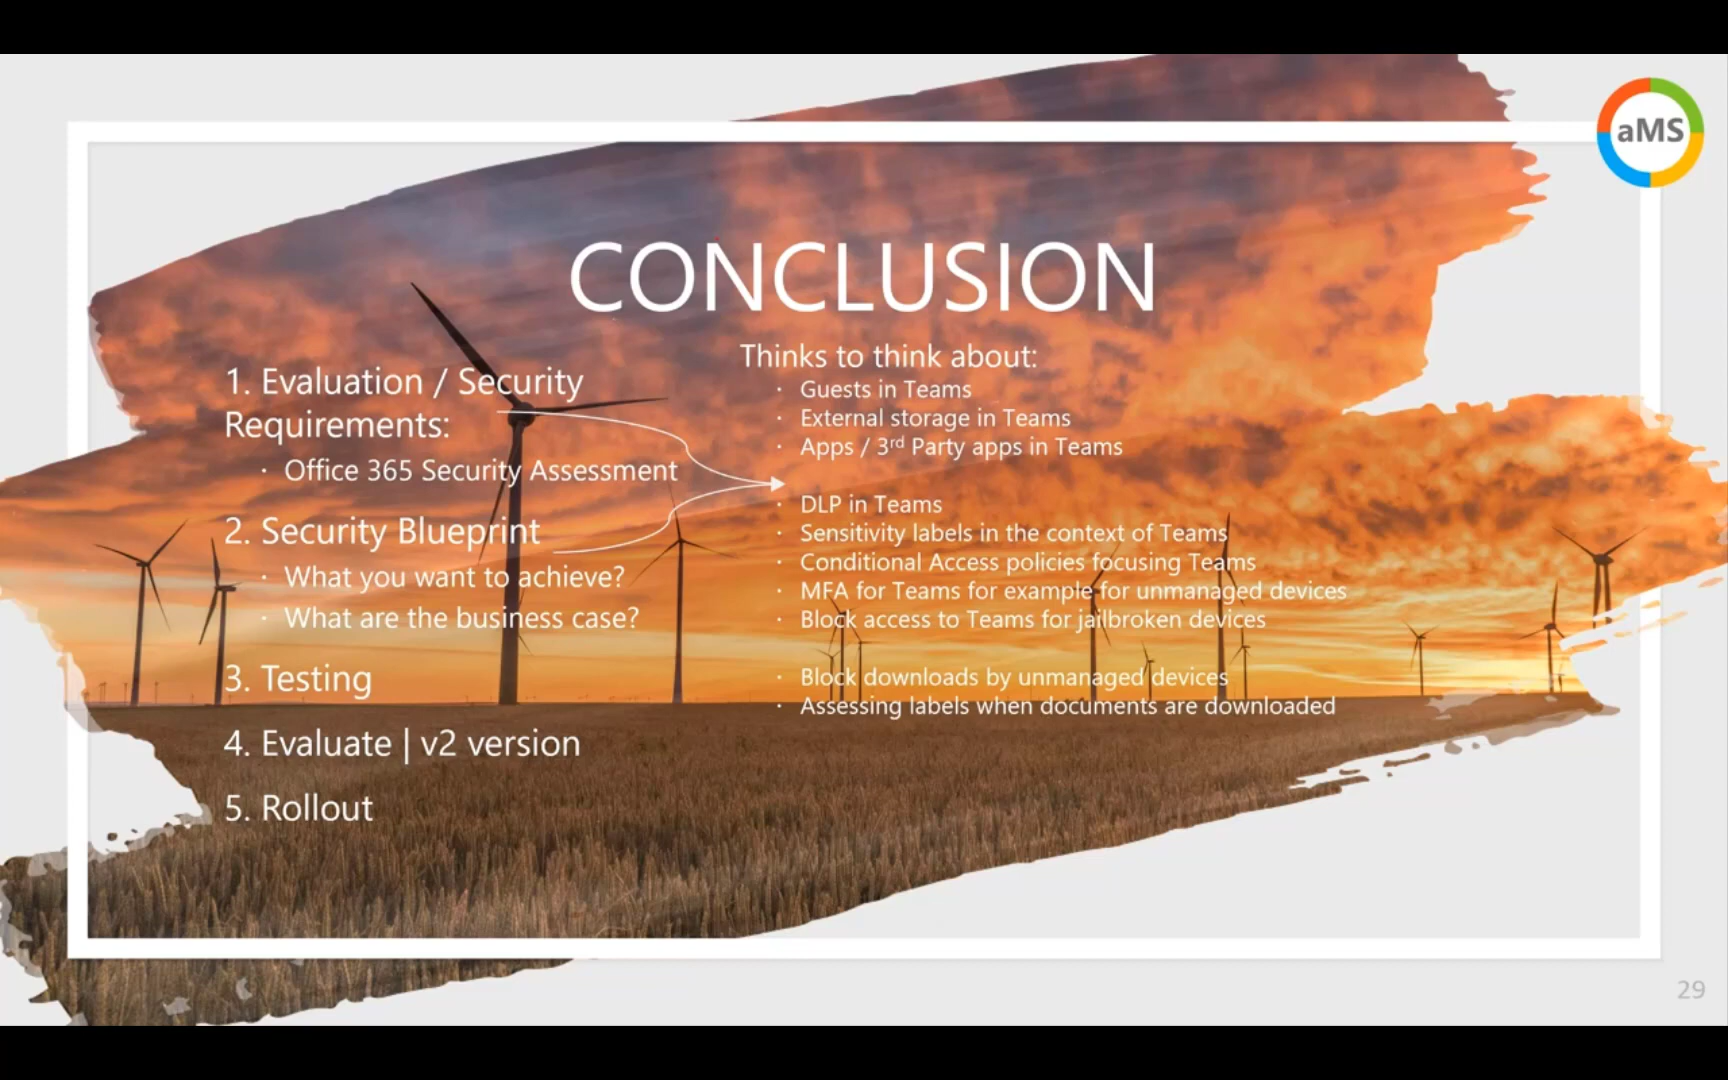 aMS
CONCLUSION
1. Evaluation / Security
Requirements:
· Office 365 Security Assessment
2. Security Blueprint
· What you want to achieve?
· What are the business case?
3. Testing
4. Evaluate | v2 version
5. Rollout
Thinks to think about:
· Guests in Teams
· External storage in Teams
· Apps / 3rd Party apps in Teams
· DLP in Teams
· Sensitivity labels in the context of Teams
· Conditional Access policies focusing Teams
· MFA for Teams for example for unmanaged devices
· Block access to Teams for jailbroken devices
· Block downloads by unmanaged devices
· Assessing labels when documents are downloaded
29